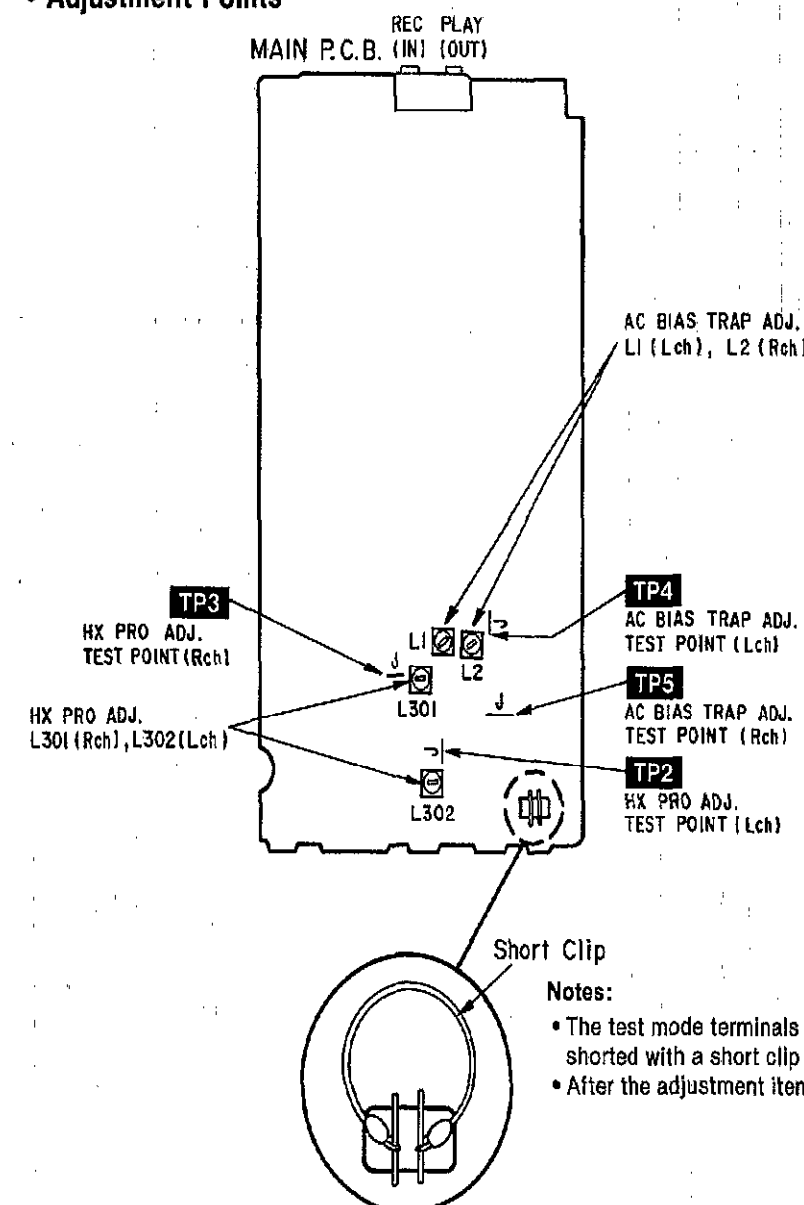 • Adjustment Points
REC PLAY
MAIN P.C.B. (IN) (OUT)
AC BIAS TRAP ADJ.
L1 (Lch), L2 (Rch)
TP3
HX PRO ADJ.
TEST POINT (Rch)
L1
L2
TP4
AC BIAS TRAP ADJ.
TEST POINT (Lch)
L301
TP5
AC BIAS TRAP ADJ.
TEST POINT (Rch)
HX PRO ADJ.
L301 (Rch), L302 (Lch)
TP2
HX PRO ADJ.
TEST POINT (Lch)
L302
Short Clip
Notes:
• The test mode terminals
shorted with a short clip
• After the adjustment item